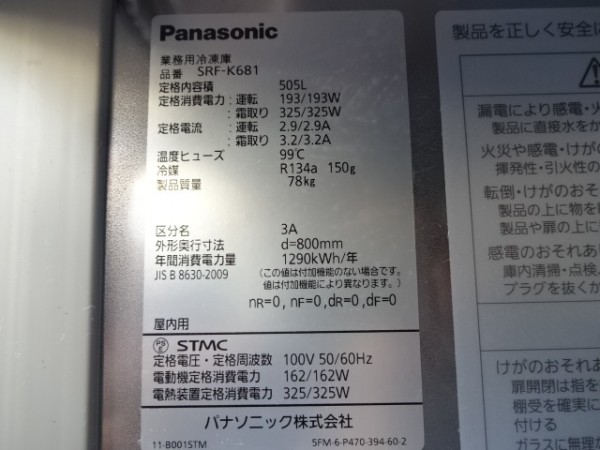 Panasonic
業務用冷凍庫
品番 SRF-K681
定格内容積 505L
定格消費電力:運転 193/193W
:霜取り 325/325W
定格電流 :運転 2.9/2.9A
:霜取り 3.2/3.2A
温度ヒューズ 99℃
冷媒 R134a 150g
製品質量 78kg
区分名 3A
外形奥行寸法 d=800mm
年間消費電力量 1290kWh/年
JIS B 8630-2009 (この値は付加機能のない場合です。
値は付加機能により異なります。)
nR=0, nF=0, dR=0, dF=0
屋内用
PS E STMC
定格電圧・定格周波数 100V 50/60Hz
電動機定格消費電力 162/162W
電熱装置定格消費電力 325/325W
パナソニック株式会社
11-B001STM 5FM-6-P470-394-60-2
製品を正しく安全に
漏電により感電・火
製品に直接水をか
火災や感電・けがの
揮発性・引火性の
転倒・けがのおそ
製品の上に物を
製品や扉の上に
感電のおそれあ
庫内清掃・点検、
プラグを抜くか
けがのおそれあ
扉開閉は指を
棚受を確実に
付ける
ガラスに無理な